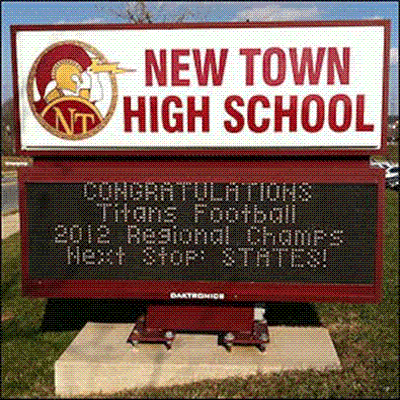 NEW TOWN
HIGH SCHOOL
NT
CONGRATULATIONS
Titans Football
2012 Regional Champs
Next Stop: STATES!
DAKTRONICS